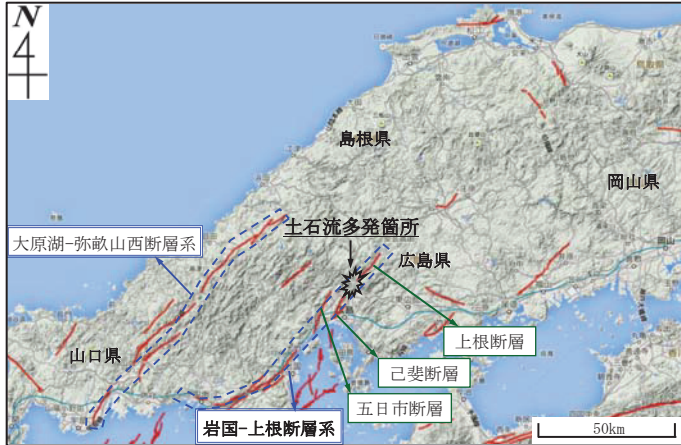 N
島根県
岡山県
土石流多発箇所
大原湖-弥畝山西断層系
広島県
上根断層
山口県
己斐断層
五日市断層
岩国-上根断層系
50km